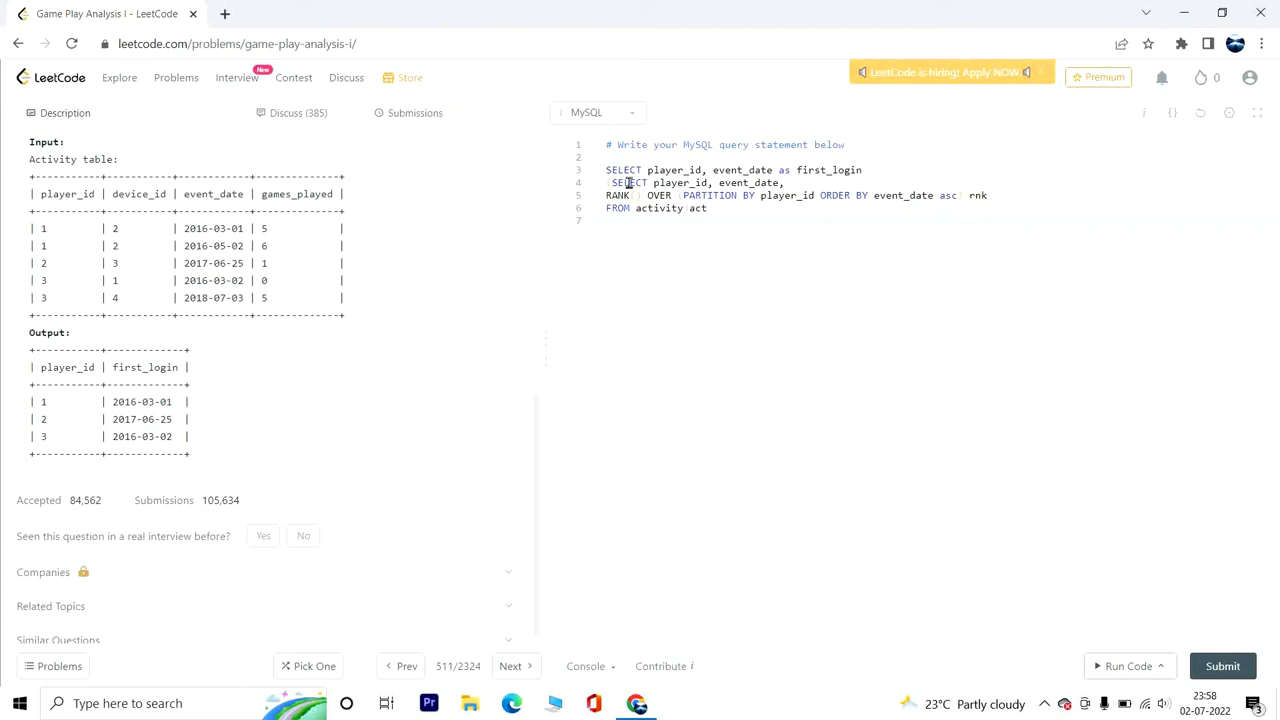 Game Play Analysis I - LeetCode
leetcode.com/problems/game-play-analysis-i/
LeetCode Explore Problems Interview New Contest Discuss Store LeetCode is hiring! Apply NOW. Premium 0
Description Discuss (385) Submissions
i MySQL i {}
Input:
Activity table:
+-----------+-----------+------------+--------------+
| player_id | device_id | event_date | games_played |
+-----------+-----------+------------+--------------+
| 1 | 2 | 2016-03-01 | 5 |
| 1 | 2 | 2016-05-02 | 6 |
| 2 | 3 | 2017-06-25 | 1 |
| 3 | 1 | 2016-03-02 | 0 |
| 3 | 4 | 2018-07-03 | 5 |
+-----------+-----------+------------+--------------+
Output:
+-----------+-------------+
| player_id | first_login |
+-----------+-------------+
| 1 | 2016-03-01 |
| 2 | 2017-06-25 |
| 3 | 2016-03-02 |
+-----------+-------------+
Accepted 84,562 Submissions 105,634
Seen this question in a real interview before? Yes No
Companies
Related Topics
Similar Questions
1 # Write your MySQL query statement below
2
3 SELECT player_id, event_date as first_login
4 (SELECT player_id, event_date,
5 RANK() OVER (PARTITION BY player_id ORDER BY event_date asc) rnk
6 FROM activity)act
7
Problems Pick One Prev 511/2324 Next Console Contribute i Run Code Submit
Type here to search
Pr
23°C Partly cloudy
23:58
02-07-2022
3